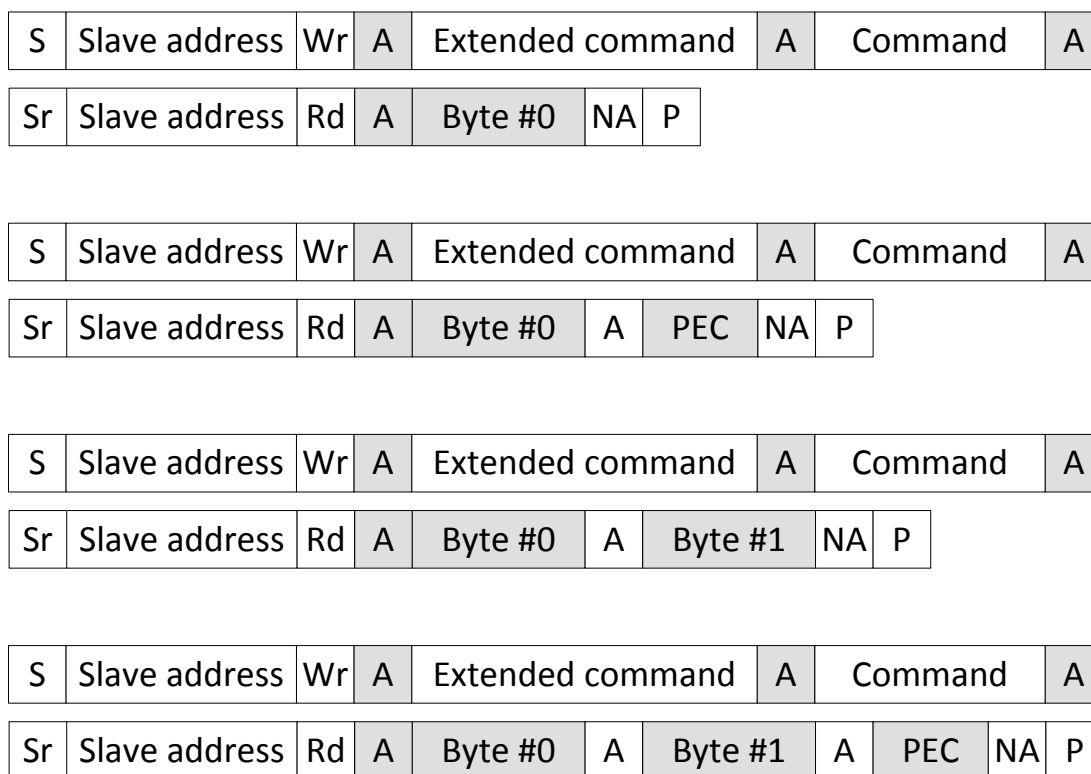 S Slave address Wr A Extended command A Command A
Sr Slave address Rd A Byte #0 NA P
S Slave address Wr A Extended command A Command A
Sr Slave address Rd A Byte #0 A PEC NA P
S Slave address Wr A Extended command A Command A
Sr Slave address Rd A Byte #0 A Byte #1 NA P
S Slave address Wr A Extended command A Command A
Sr Slave address Rd A Byte #0 A Byte #1 A PEC NA P